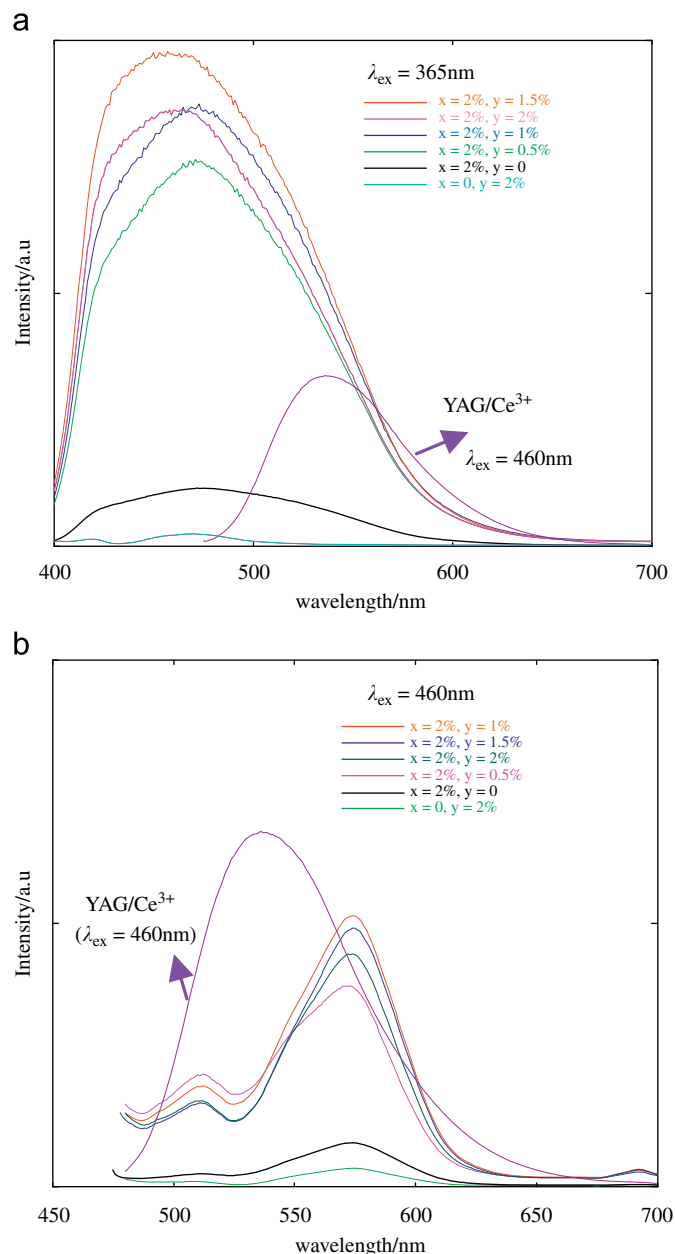 a
λex = 365nm
x = 2%, y = 1.5%
x = 2%, y = 2%
x = 2%, y = 1%
x = 2%, y = 0.5%
x = 2%, y = 0
x = 0, y = 2%
YAG/Ce³⁺
λex = 460nm
Intensity/a.u
400
500
600
700
wavelength/nm
b
λex = 460nm
x = 2%, y = 1%
x = 2%, y = 1.5%
x = 2%, y = 2%
x = 2%, y = 0.5%
x = 2%, y = 0
x = 0, y = 2%
YAG/Ce³⁺
(λex = 460nm)
Intensity/a.u
450
500
550
600
650
700
wavelength/nm